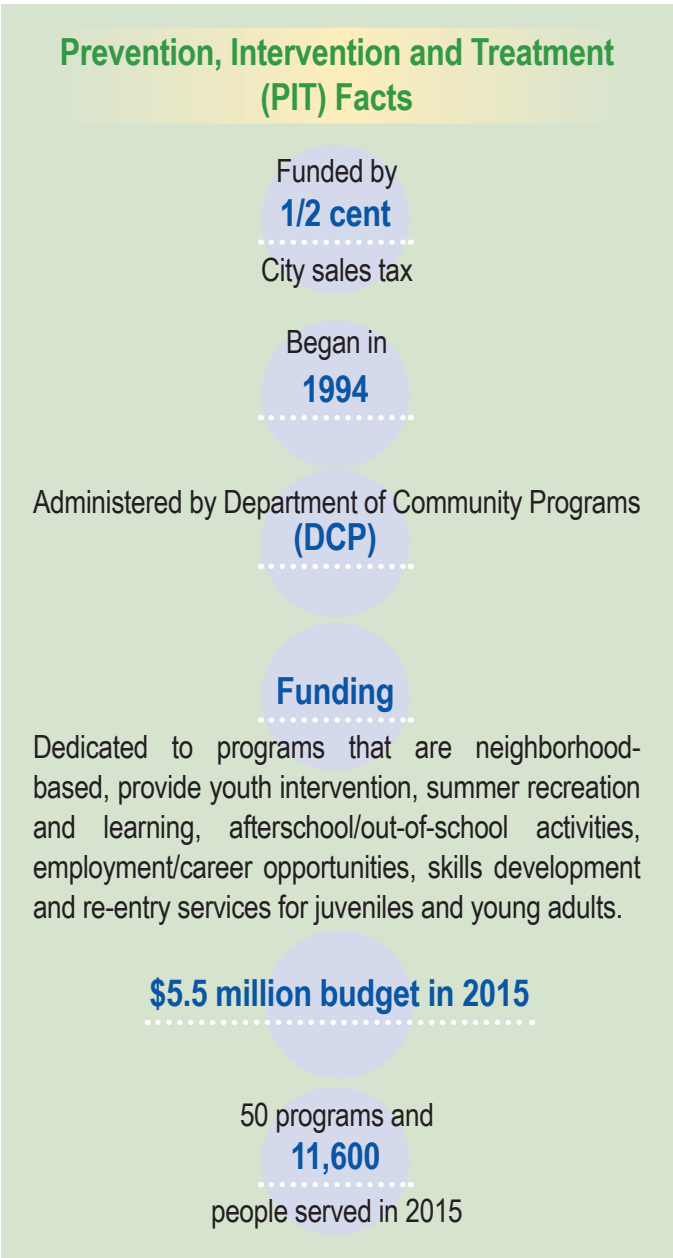 Prevention, Intervention and Treatment
(PIT) Facts
Funded by
1/2 cent
City sales tax
Began in
1994
Administered by Department of Community Programs
(DCP)
Funding
Dedicated to programs that are neighborhood-
based, provide youth intervention, summer recreation
and learning, afterschool/out-of-school activities,
employment/career opportunities, skills development
and re-entry services for juveniles and young adults.
$5.5 million budget in 2015
50 programs and
11,600
people served in 2015